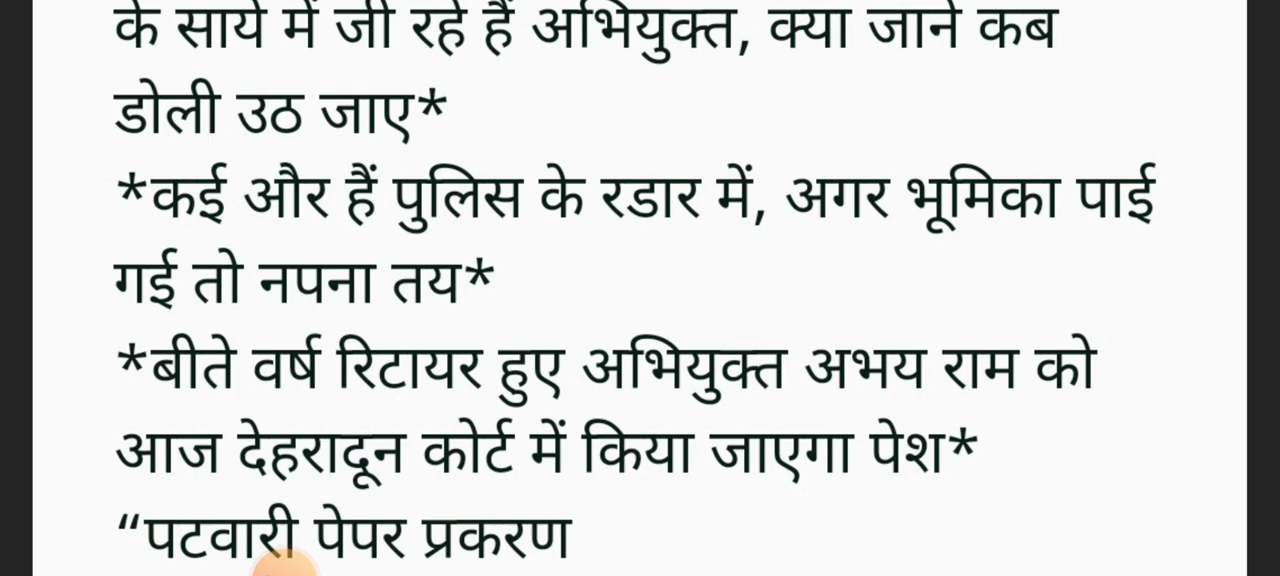 के साये में जी रहे हैं अभियुक्त, क्या जाने कब
डोली उठ जाए*
*कई और हैं पुलिस के रडार में, अगर भूमिका पाई
गई तो नपना तय*
*बीते वर्ष रिटायर हुए अभियुक्त अभय राम को
आज देहरादून कोर्ट में किया जाएगा पेश*
“पटवारी पेपर प्रकरण